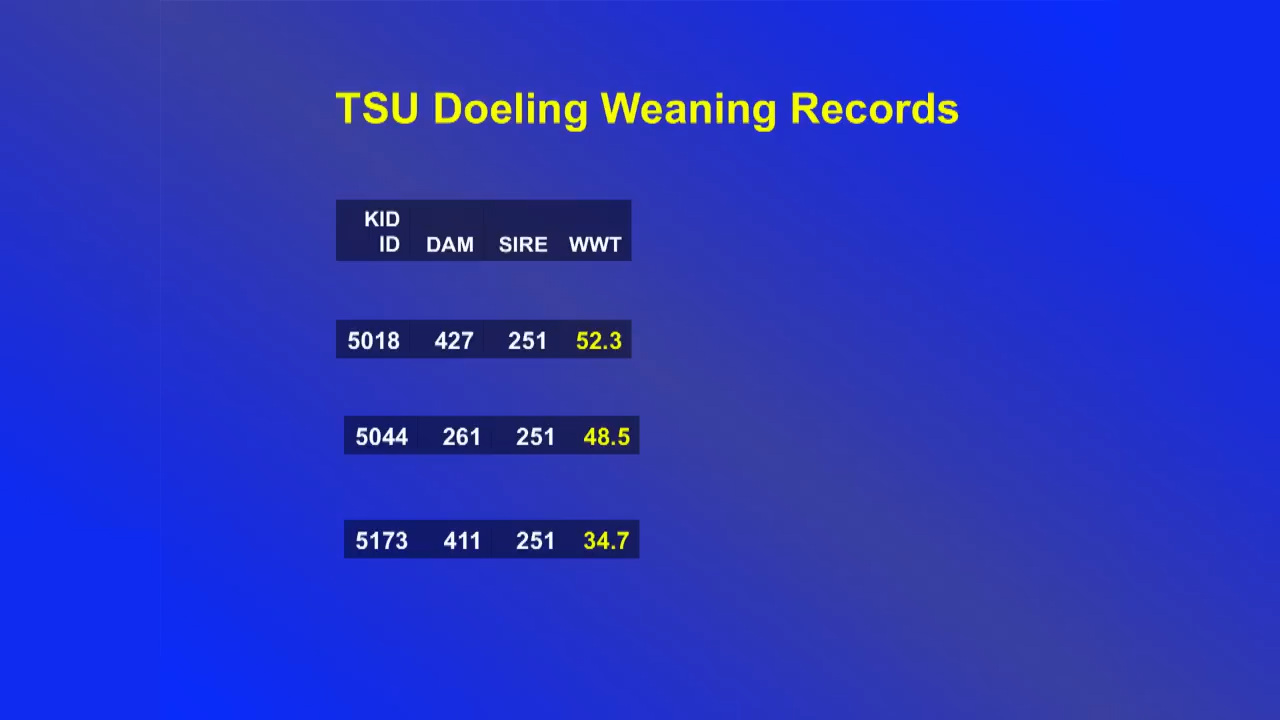 TSU Doeling Weaning Records
KID
ID DAM SIRE WWT
5018 427 251 52.3
5044 261 251 48.5
5173 411 251 34.7